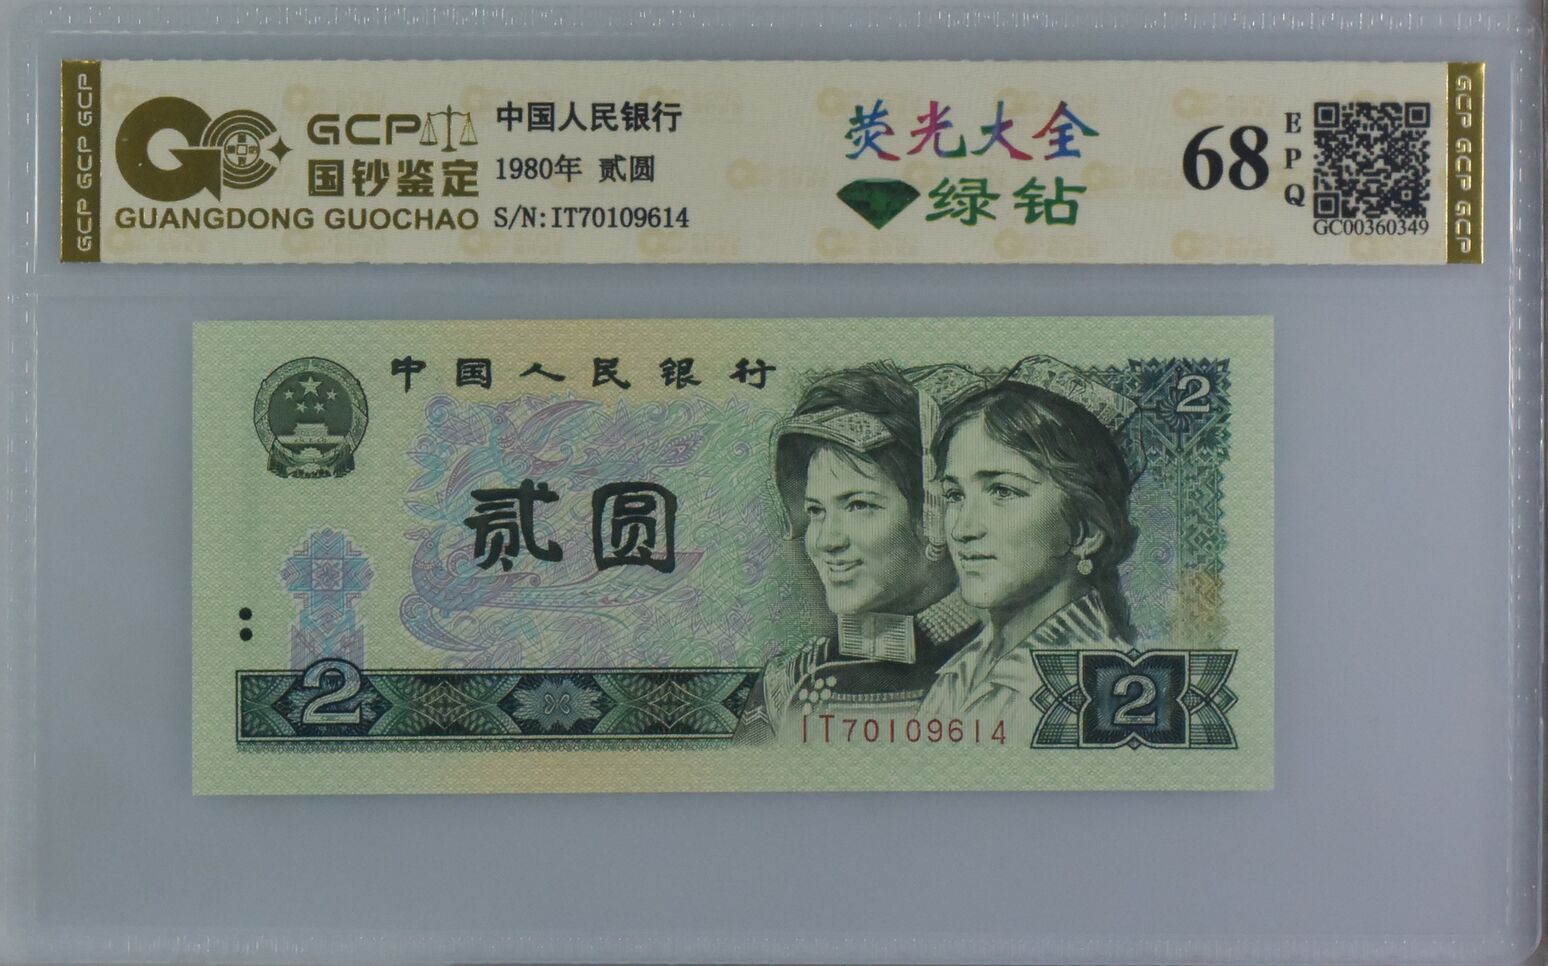 GCP GCP GCP
GCP
国钞鉴定
GUANGDONG GUOCHAO
中国人民银行
1980年 贰圆
S/N:IT70109614
荧光大全
绿钻
68
EPQ
GC00360349
GCP GCP GCP
中国人民银行
2
贰圆
2
2
IT70109614